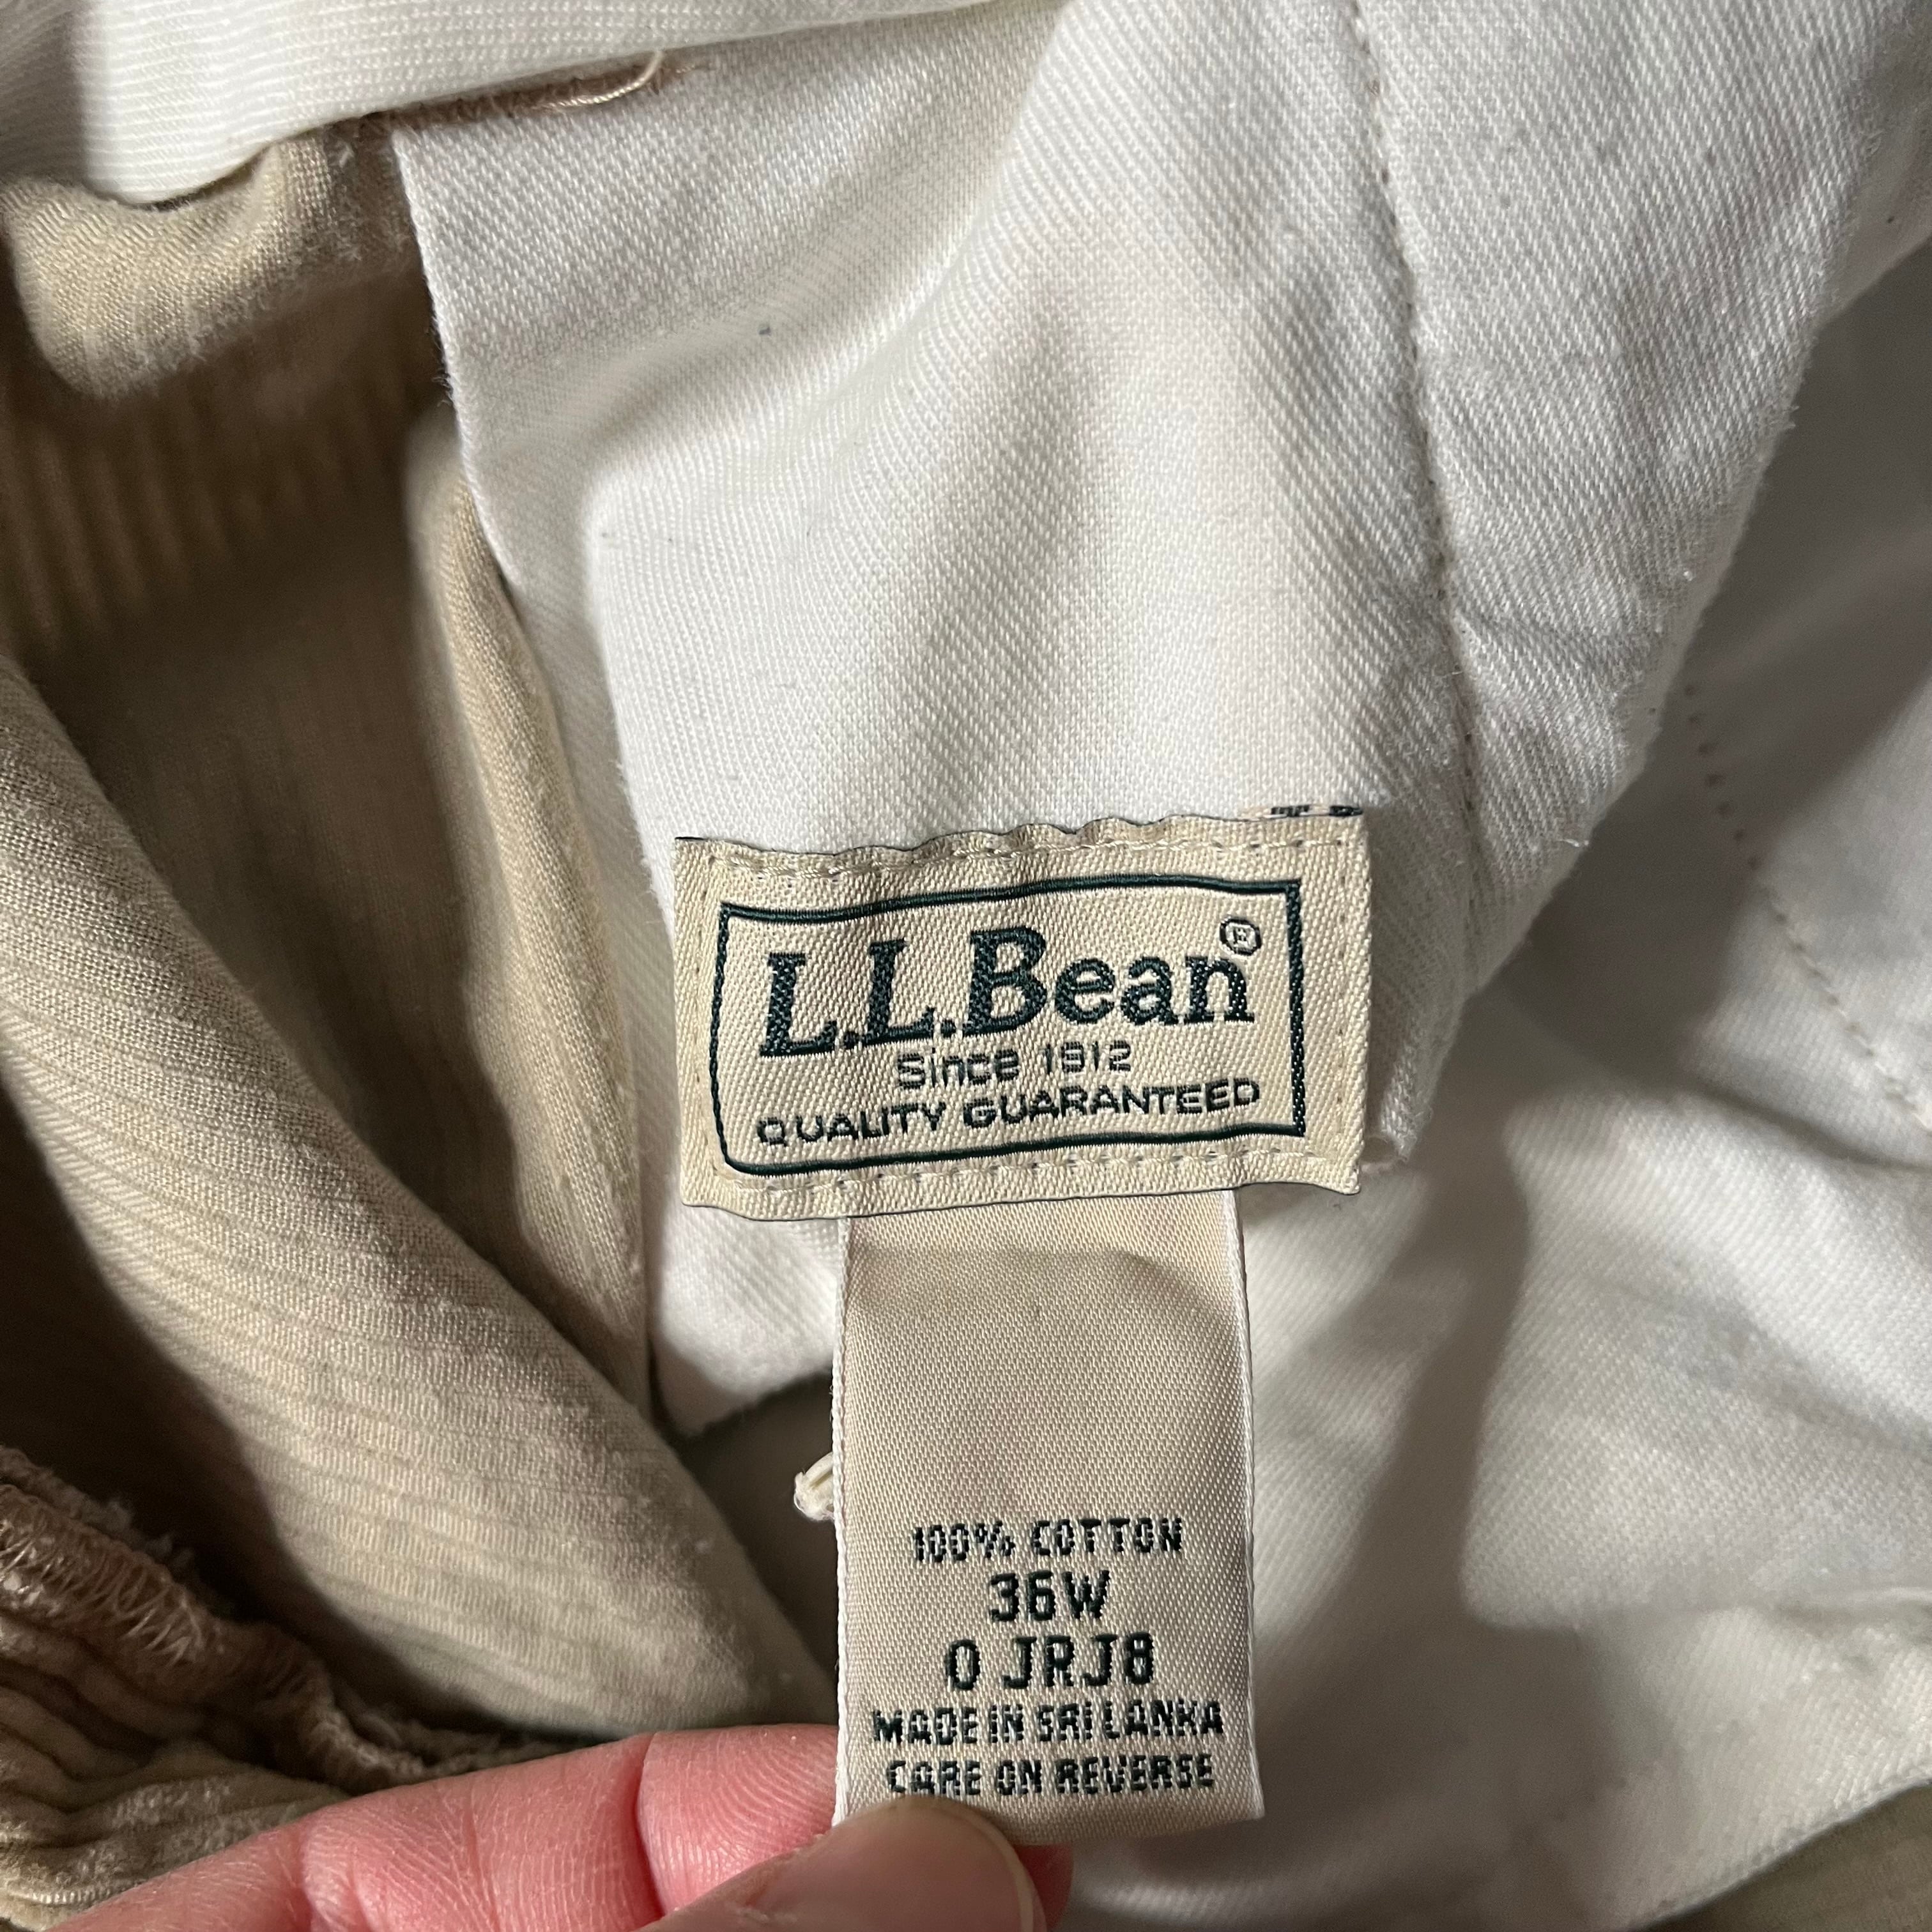 L.L.Bean®
Since 1912
QUALITY GUARANTEED
100% COTTON
36W
0 JRJ8
MADE IN SRI LANKA
CARE ON REVERSE